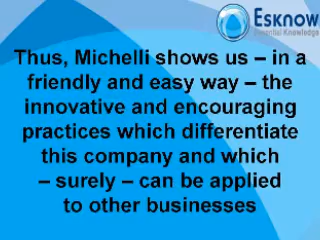 Esknow
Essential Knowledge
Thus, Michelli shows us – in a
friendly and easy way – the
innovative and encouraging
practices which differentiate
this company and which
– surely – can be applied
to other businesses